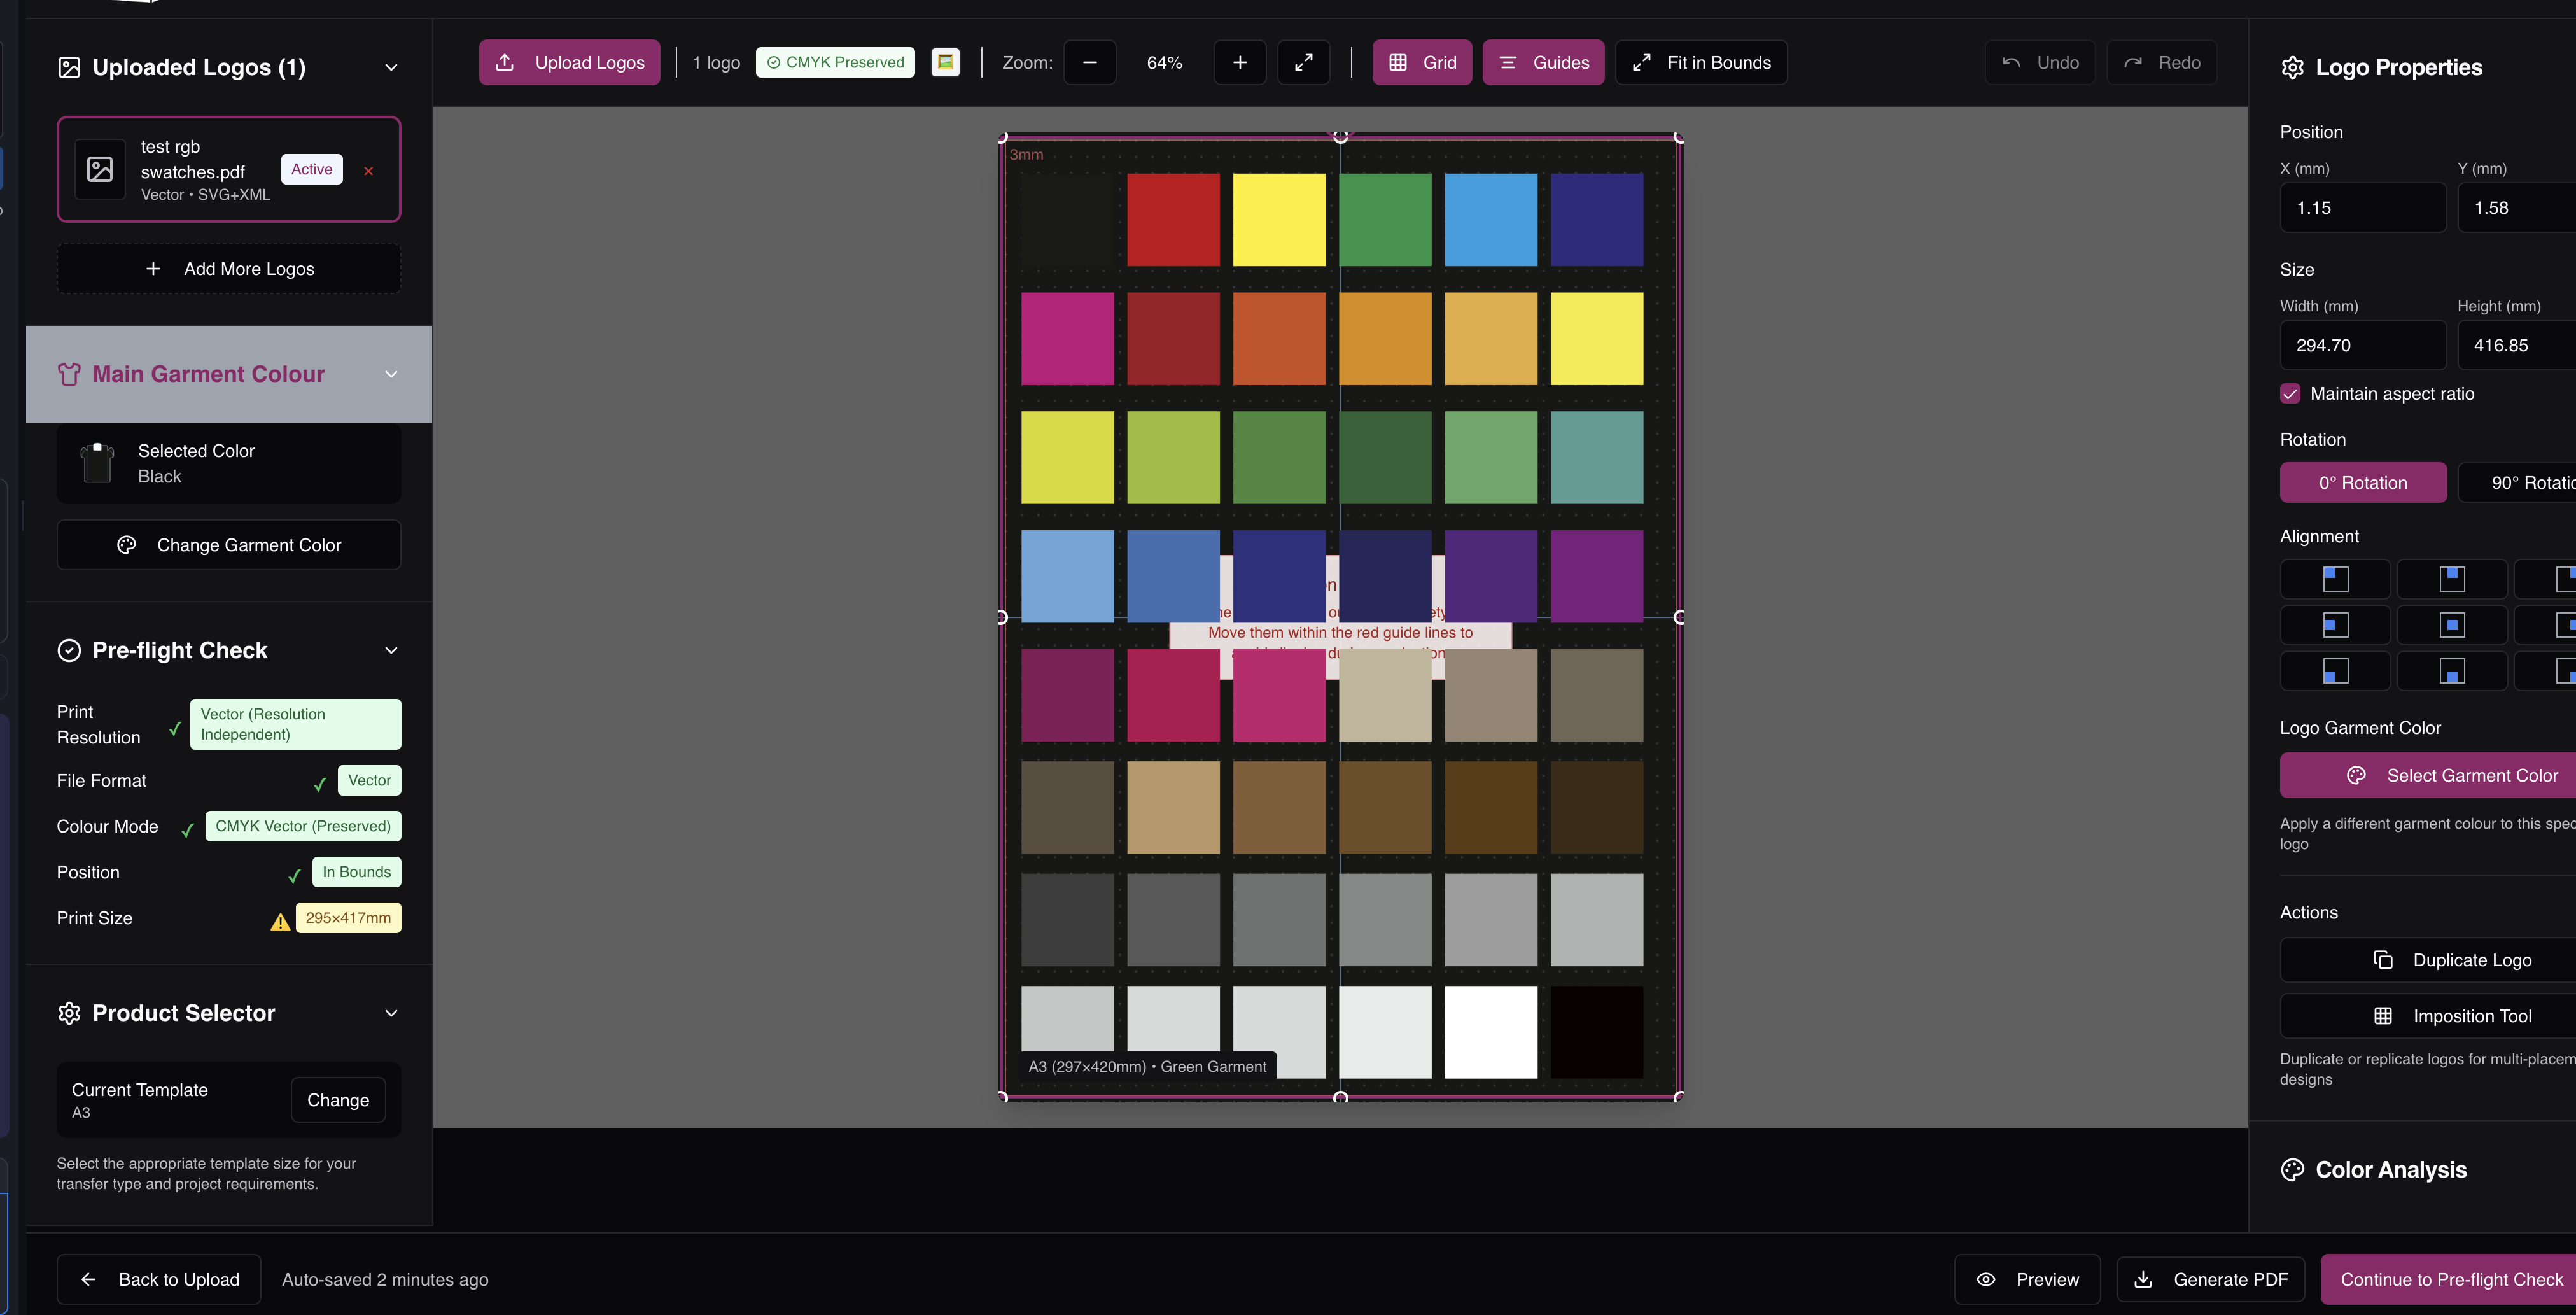 Uploaded Logos (1)
test rgb
swatches.pdf
Vector • SVG+XML
Active
Add More Logos
Main Garment Colour
Selected Color
Black
Change Garment Color
Pre-flight Check
Print
Resolution
Vector (Resolution
Independent)
File Format
Vector
Colour Mode
CMYK Vector (Preserved)
Position
In Bounds
Print Size
295×417mm
Product Selector
Current Template
A3
Change
Select the appropriate template size for your
transfer type and project requirements.
Back to Upload
Auto-saved 2 minutes ago
Upload Logos
1 logo
CMYK Preserved
Zoom:
64%
Grid
Guides
Fit in Bounds
Undo
Redo
3mm
Move them within the red guide lines to
A3 (297×420mm) • Green Garment
Logo Properties
Position
X (mm)
Y (mm)
1.15
1.58
Size
Width (mm)
Height (mm)
294.70
416.85
Maintain aspect ratio
Rotation
0° Rotation
90° Rotatio
Alignment
Logo Garment Color
Select Garment Color
Apply a different garment colour to this spec
logo
Actions
Duplicate Logo
Imposition Tool
Duplicate or replicate logos for multi-placem
designs
Color Analysis
Preview
Generate PDF
Continue to Pre-flight Check